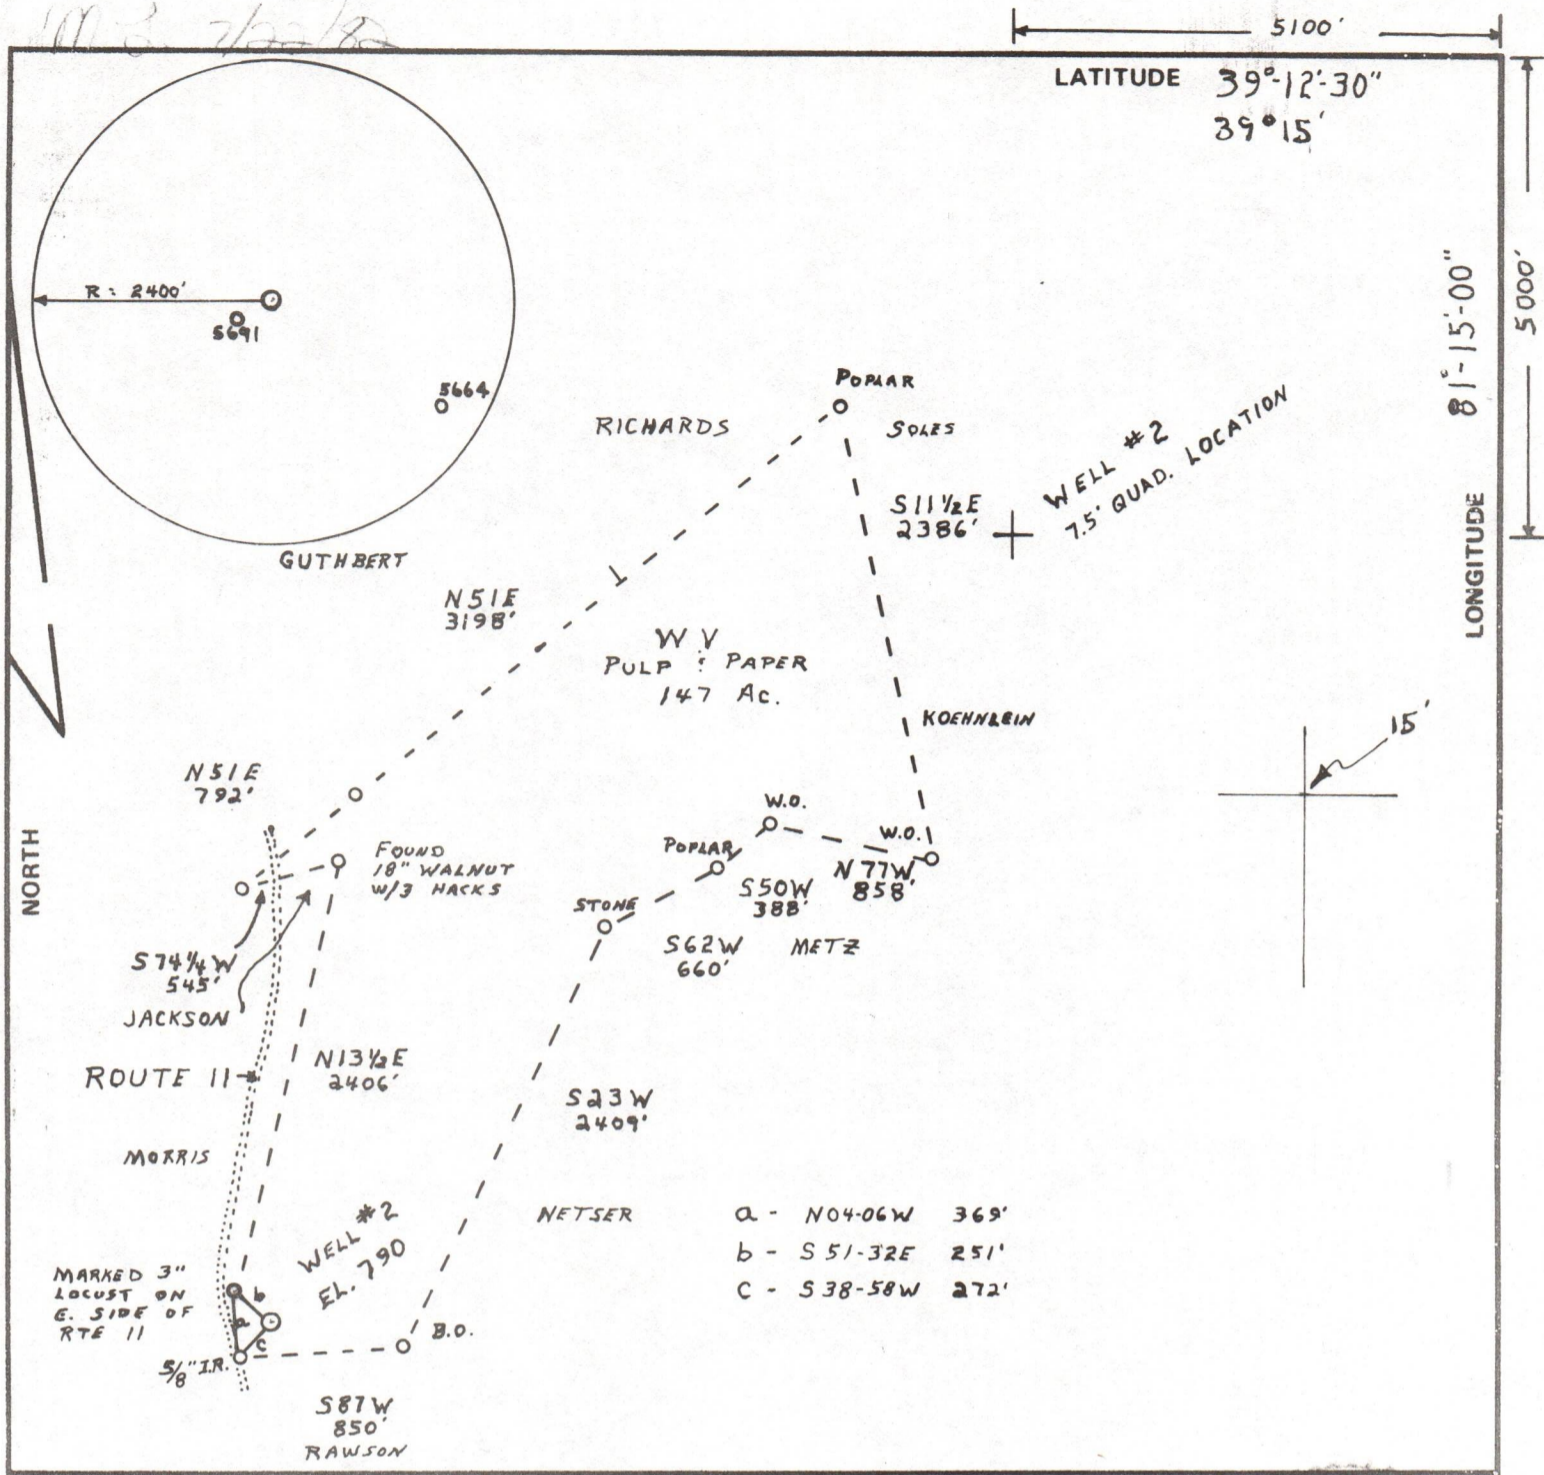 7/22/82
5100'
LATITUDE 39°-12'-30"
39°15'
5000'
LONGITUDE 81°-15'-00"
R = 2400'
5691
5664
GUTHBERT
RICHARDS
POPLAR
SOLES
S11½E
2386'
WELL #2
7.5' QUAD. LOCATION
N51E
3198'
W V
PULP & PAPER
147 Ac.
KOEHNLEIN
15'
N51E
792'
NORTH
FOUND
18" WALNUT
W/3 HACKS
W.O.
W.O.
POPLAR
N77W
858'
S50W
388'
STONE
S62W
660'
METZ
S74¼W
545'
JACKSON
ROUTE 11
N13½E
2406'
S23W
2409'
MORRIS
NETSER
a - N04-06W 369'
b - S51-32E 251'
c - S38-58W 272'
WELL #2
EL. 790
MARKED 3"
LOCUST ON
E. SIDE OF
RTE 11
b
a
c
5/8" I.R.
B.O.
S87W
850'
RAWSON